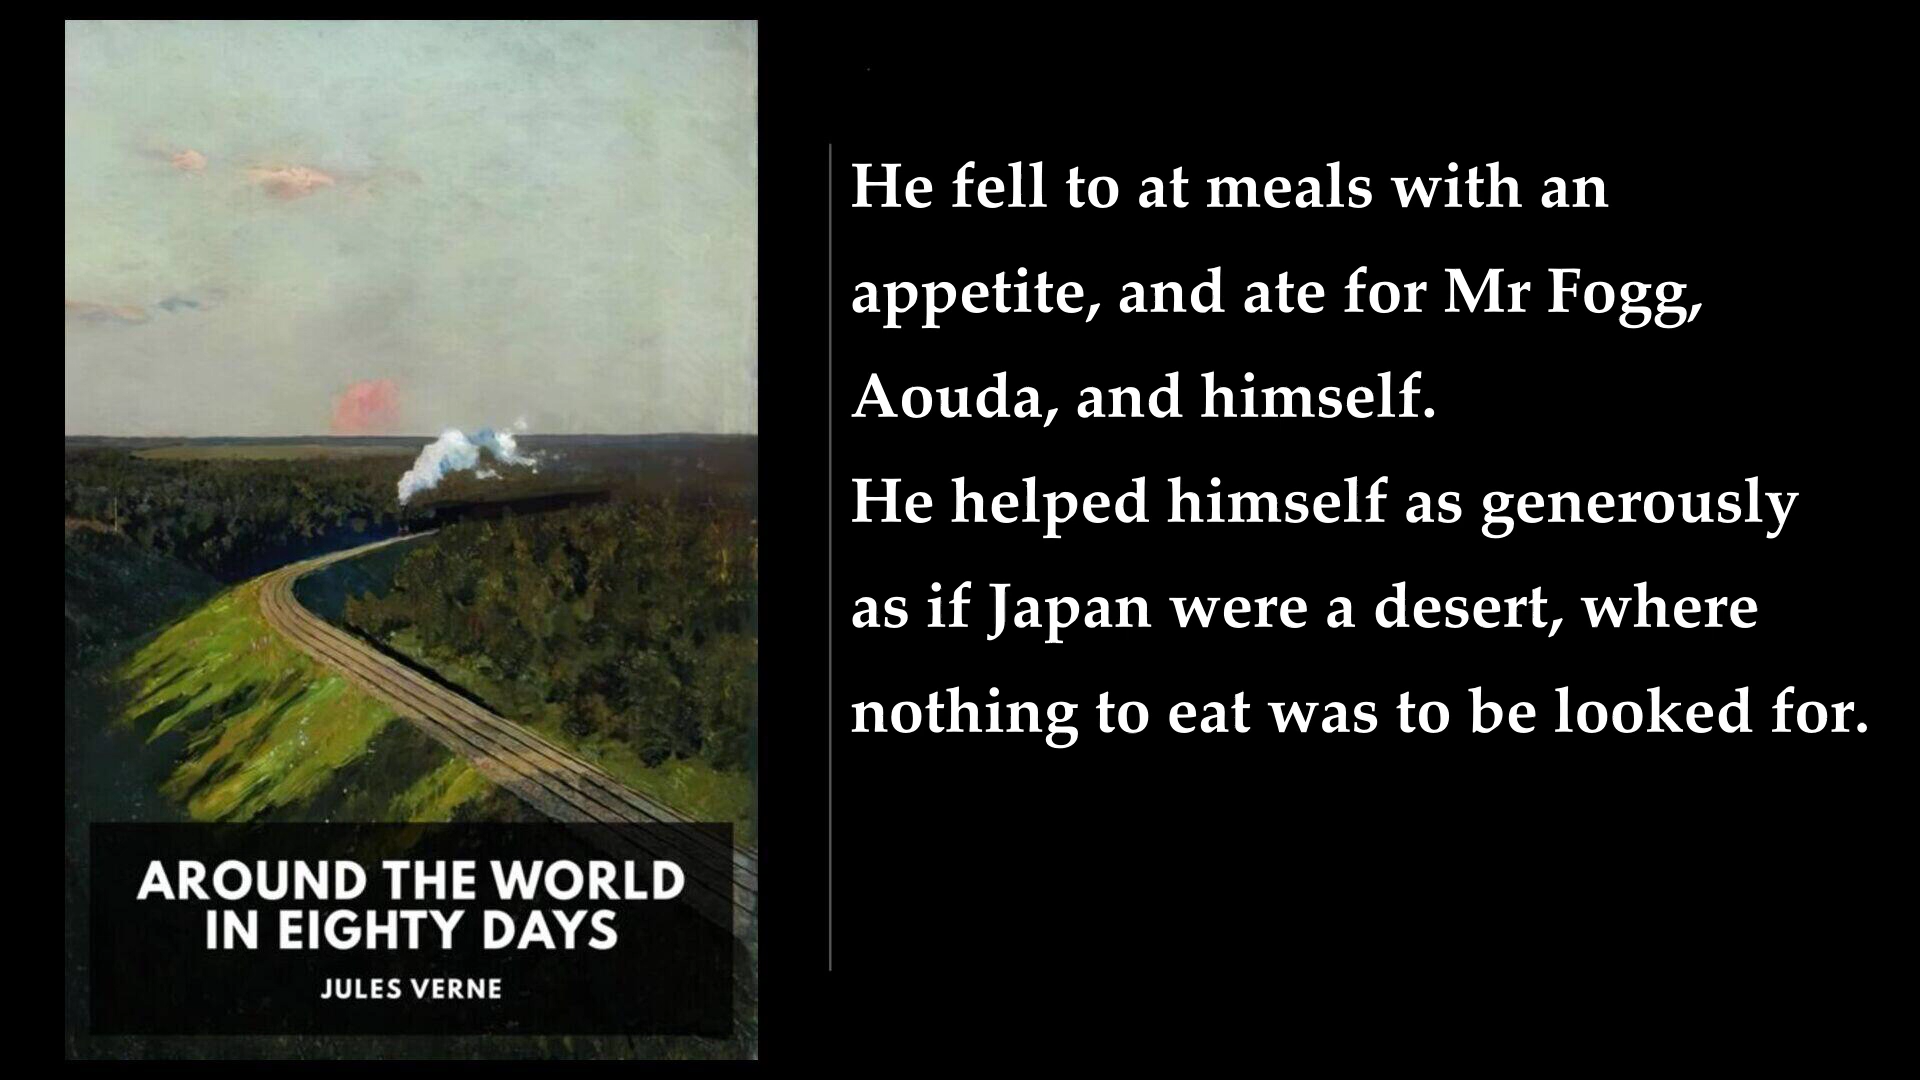 He fell to at meals with an
appetite, and ate for Mr Fogg,
Aouda, and himself.
He helped himself as generously
as if Japan were a desert, where
nothing to eat was to be looked for.
AROUND THE WORLD
IN EIGHTY DAYS
JULES VERNE